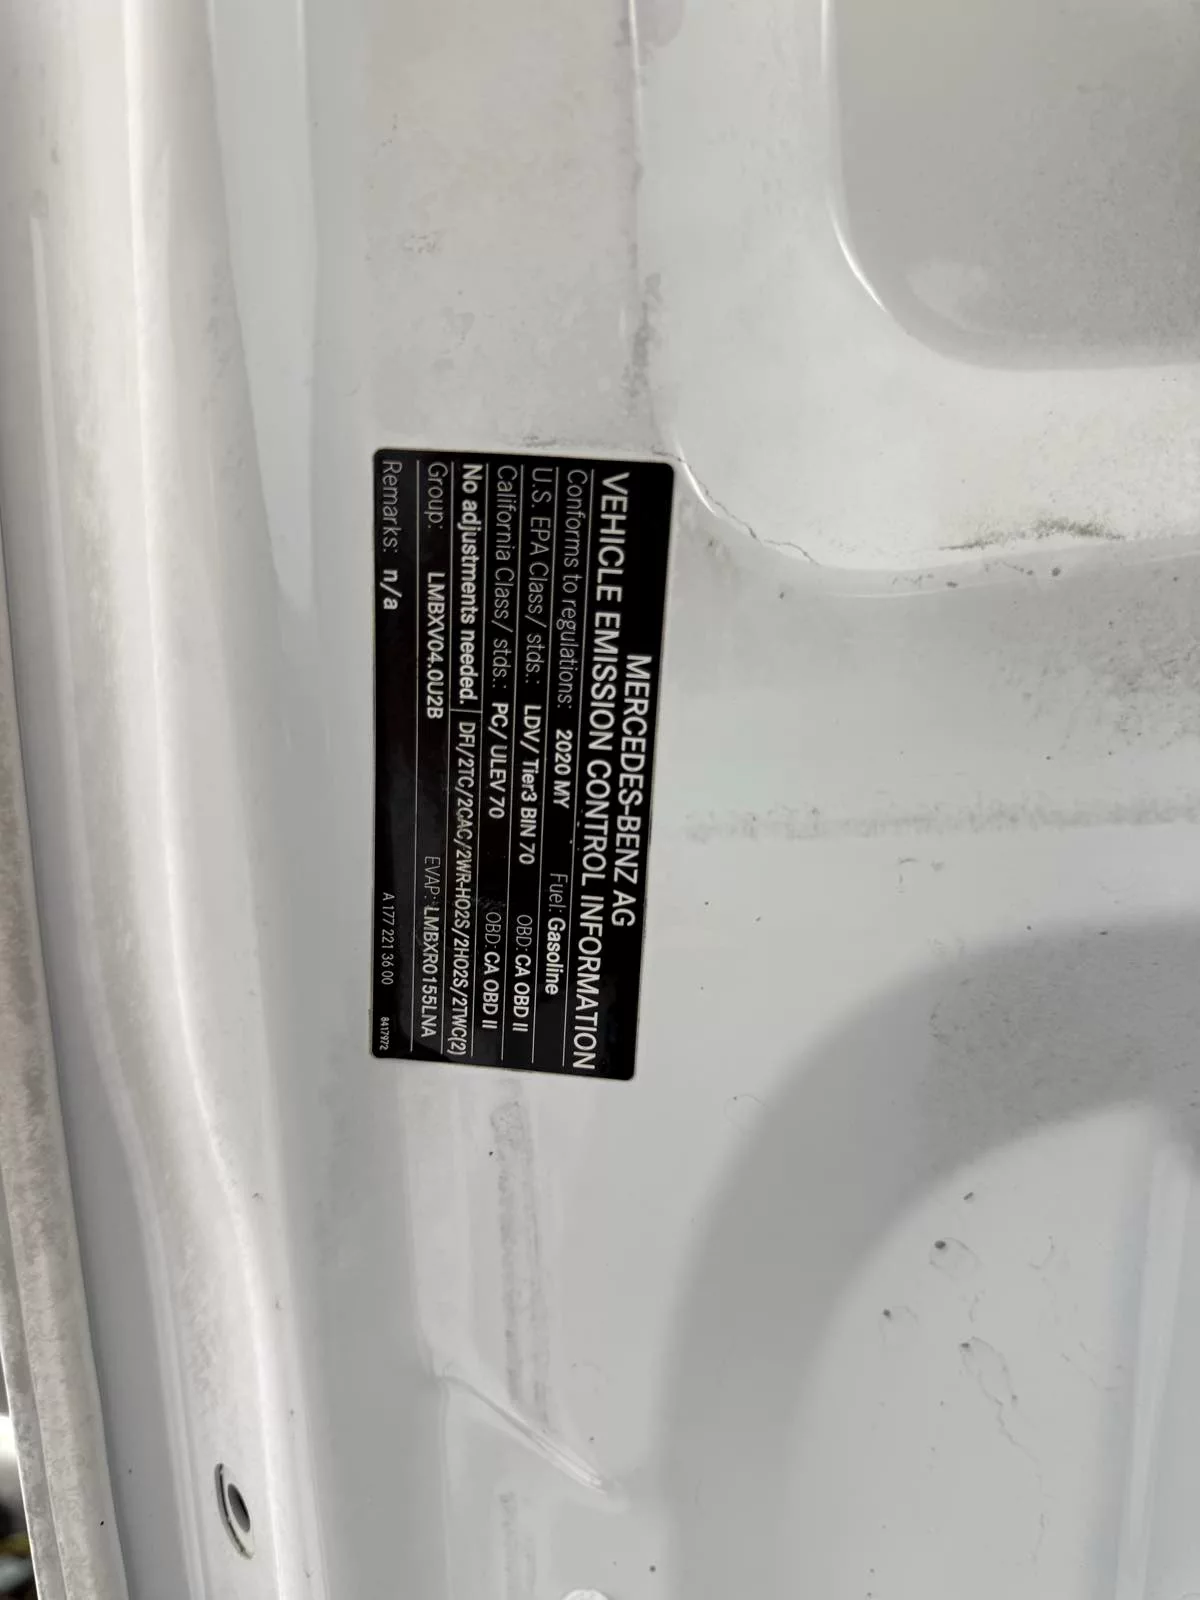 MERCEDES-BENZ AG
VEHICLE EMISSION CONTROL INFORMATION
Conforms to regulations: 2020 MY Fuel: Gasoline
U.S. EPA Class/ stds.: LDV/ Tier3 BIN 70 OBD: CA OBD II
California Class/ stds.: PC/ ULEV 70 OBD: CA OBD II
No adjustments needed. DFI/2TC/2CAC/2WR-HO2S/2HO2S/2TWC(2)
Group: LMBXV04.0U2B EVAP: LMBXR0155LNA
Remarks: n/a A 177 221 36 00 8417972